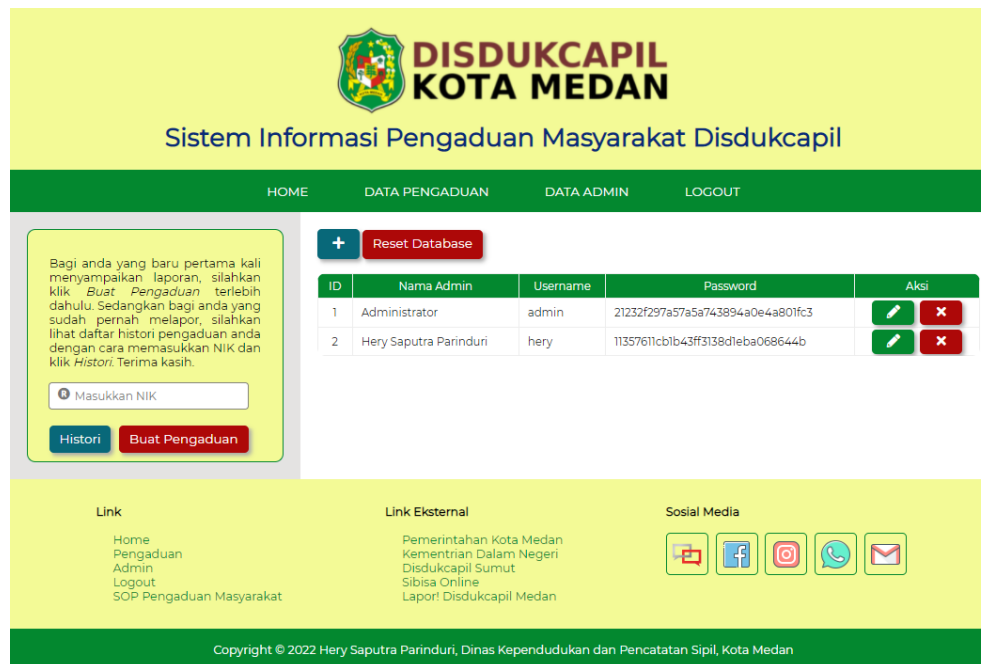 DISDUKCAPIL
KOTA MEDAN
Sistem Informasi Pengaduan Masyarakat Disdukcapil
HOME DATA PENGADUAN DATA ADMIN LOGOUT
Bagi anda yang baru pertama kali
menyampaikan laporan, silahkan
klik Buat Pengaduan terlebih
dahulu. Sedangkan bagi anda yang
sudah pernah melapor, silahkan
lihat daftar histori pengaduan anda
dengan cara memasukkan NIK dan
klik Histori. Terima kasih.
Masukkan NIK
Histori Buat Pengaduan
+ Reset Database
ID Nama Admin Username Password Aksi
1 Administrator admin 21232f297a57a5a743894a0e4a801fc3
2 Hery Saputra Parinduri hery 11357611cb1b43ff3138d1eba068644b
Link
Home
Pengaduan
Admin
Logout
SOP Pengaduan Masyarakat
Link Eksternal
Pemerintahan Kota Medan
Kementrian Dalam Negeri
Disdukcapil Sumut
Sibisa Online
Lapor! Disdukcapil Medan
Sosial Media
Copyright © 2022 Hery Saputra Parinduri, Dinas Kependudukan dan Pencatatan Sipil, Kota Medan